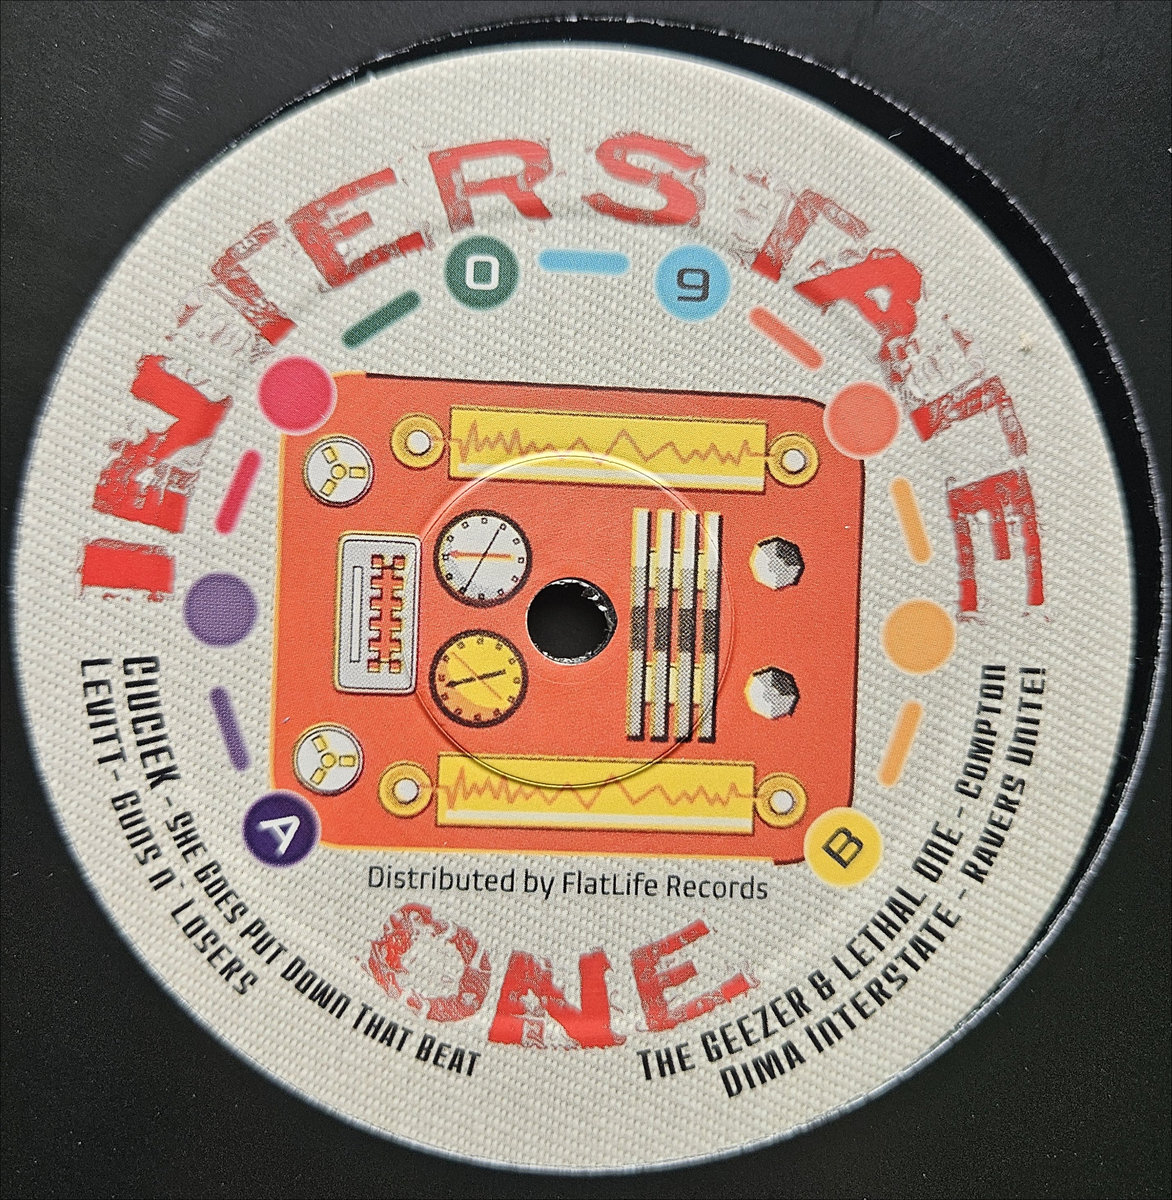 INTERSTATE
0 9
A
B
Distributed by FlatLife Records
ONE
CIUCIEK - SHE GOES PUT DOWN THAT BEAT
LEVITT - GUNS N` LOSERS
THE GEEZER & LETHAL ONE - COMPTON
DIMA INTERSTATE - RAVERS UNITE!